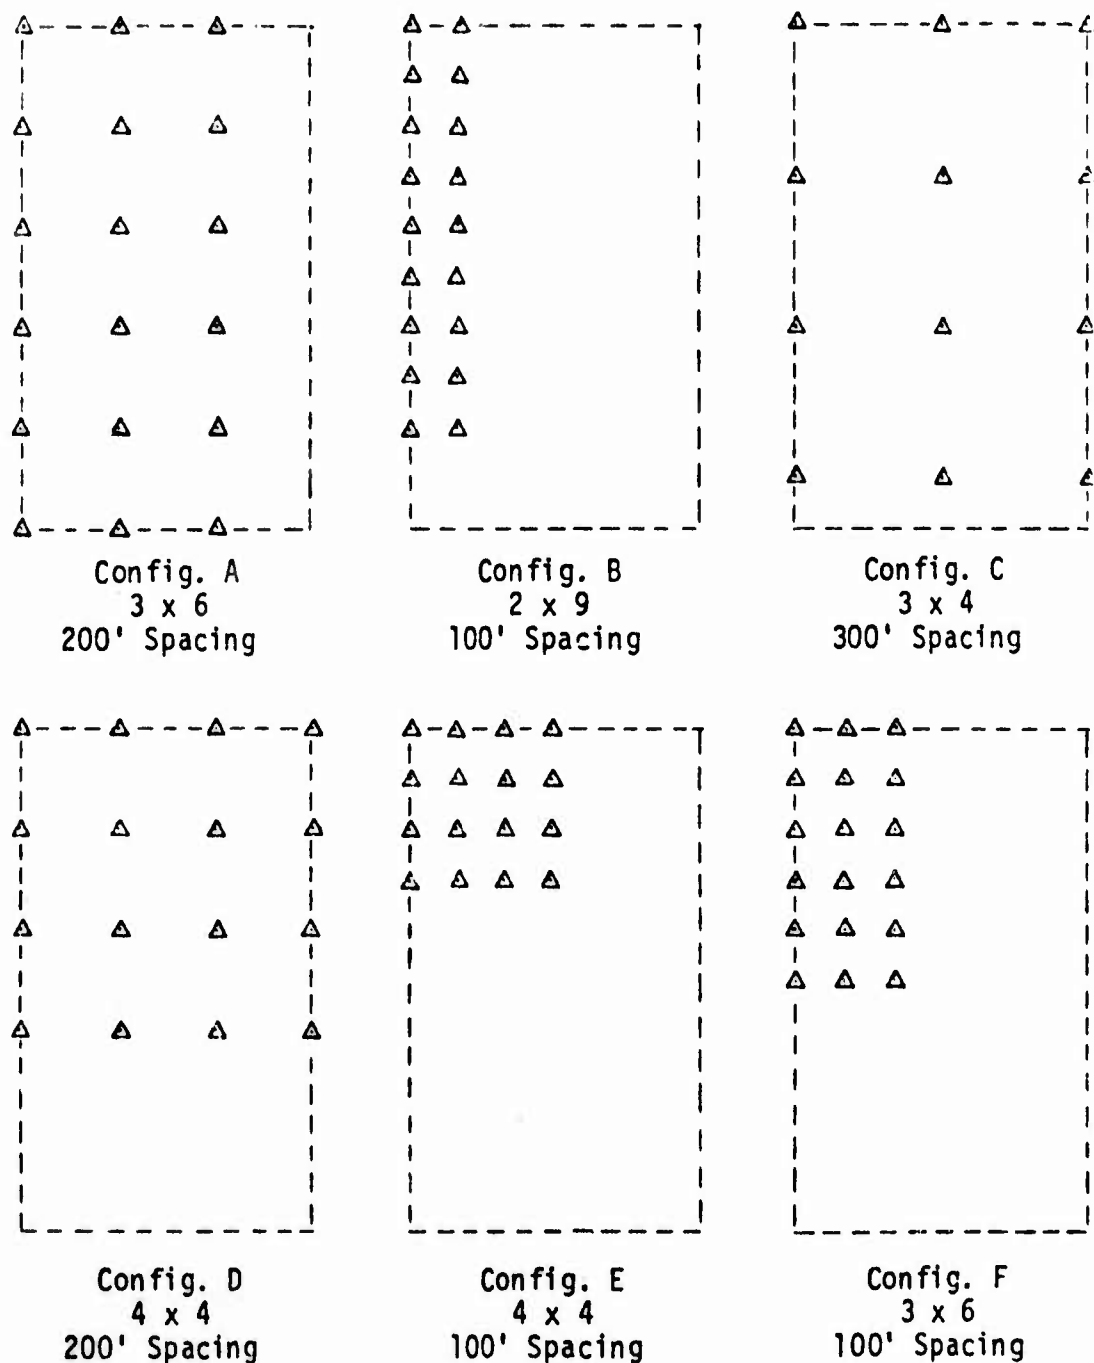 Config. A
3 x 6
200' Spacing
Config. B
2 x 9
100' Spacing
Config. C
3 x 4
300' Spacing
Config. D
4 x 4
200' Spacing
Config. E
4 x 4
100' Spacing
Config. F
3 x 6
100' Spacing